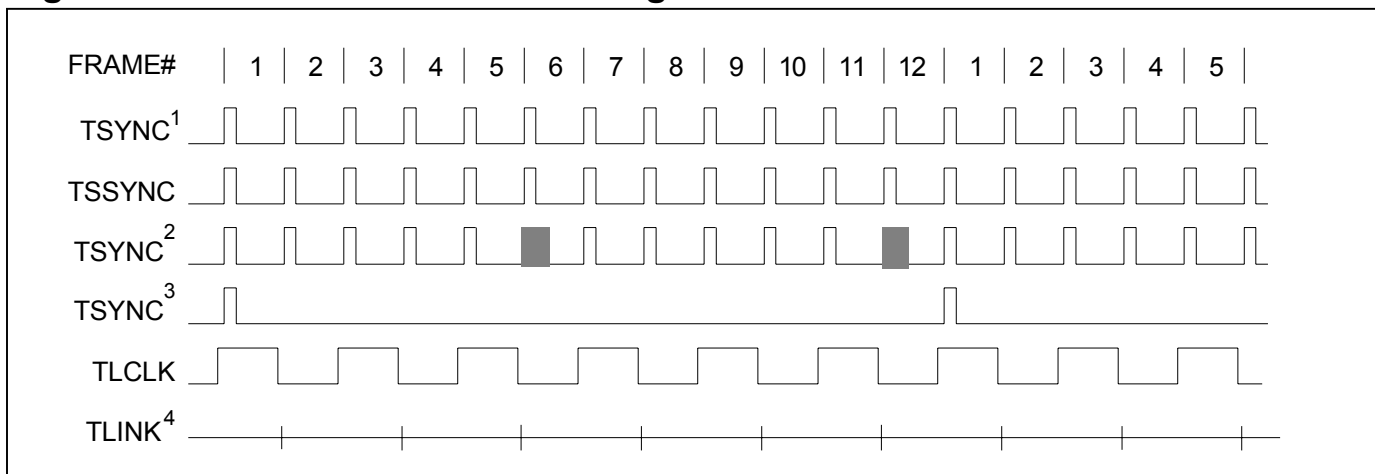 FRAME# 1 2 3 4 5 6 7 8 9 10 11 12 1 2 3 4 5
TSYNC1
TSSYNC
TSYNC2
TSYNC3
TLCLK
TLINK4